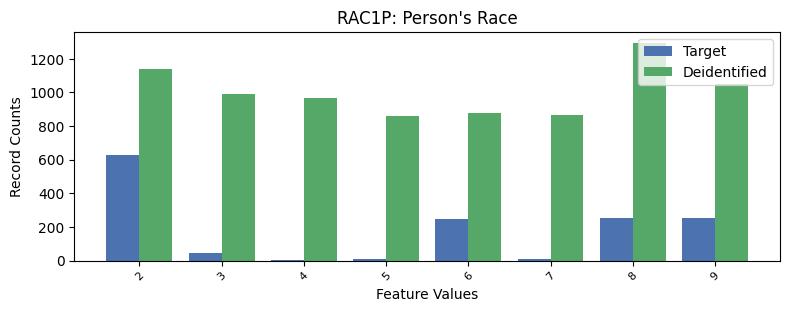 RAC1P: Person's Race
Target
Deidentified
Record Counts
1200
1000
800
600
400
200
0
2 3 4 5 6 7 8 9
Feature Values